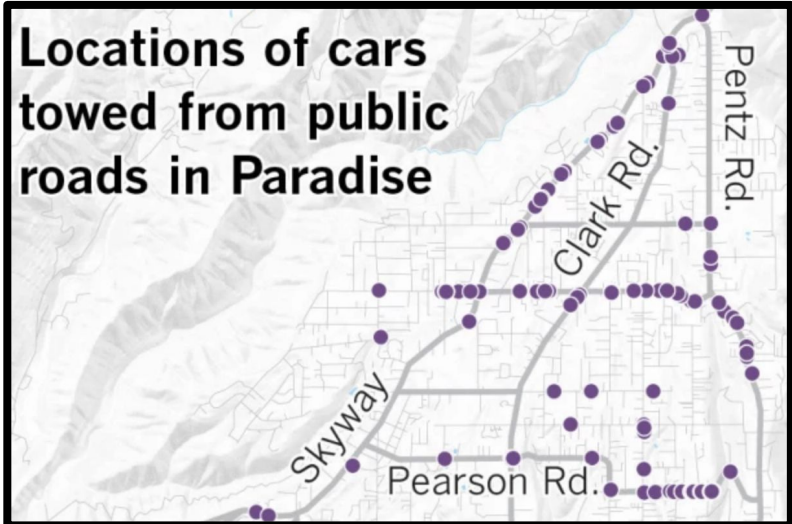 Locations of cars
towed from public
roads in Paradise
Pentz Rd.
Clark Rd.
Skyway
Pearson Rd.